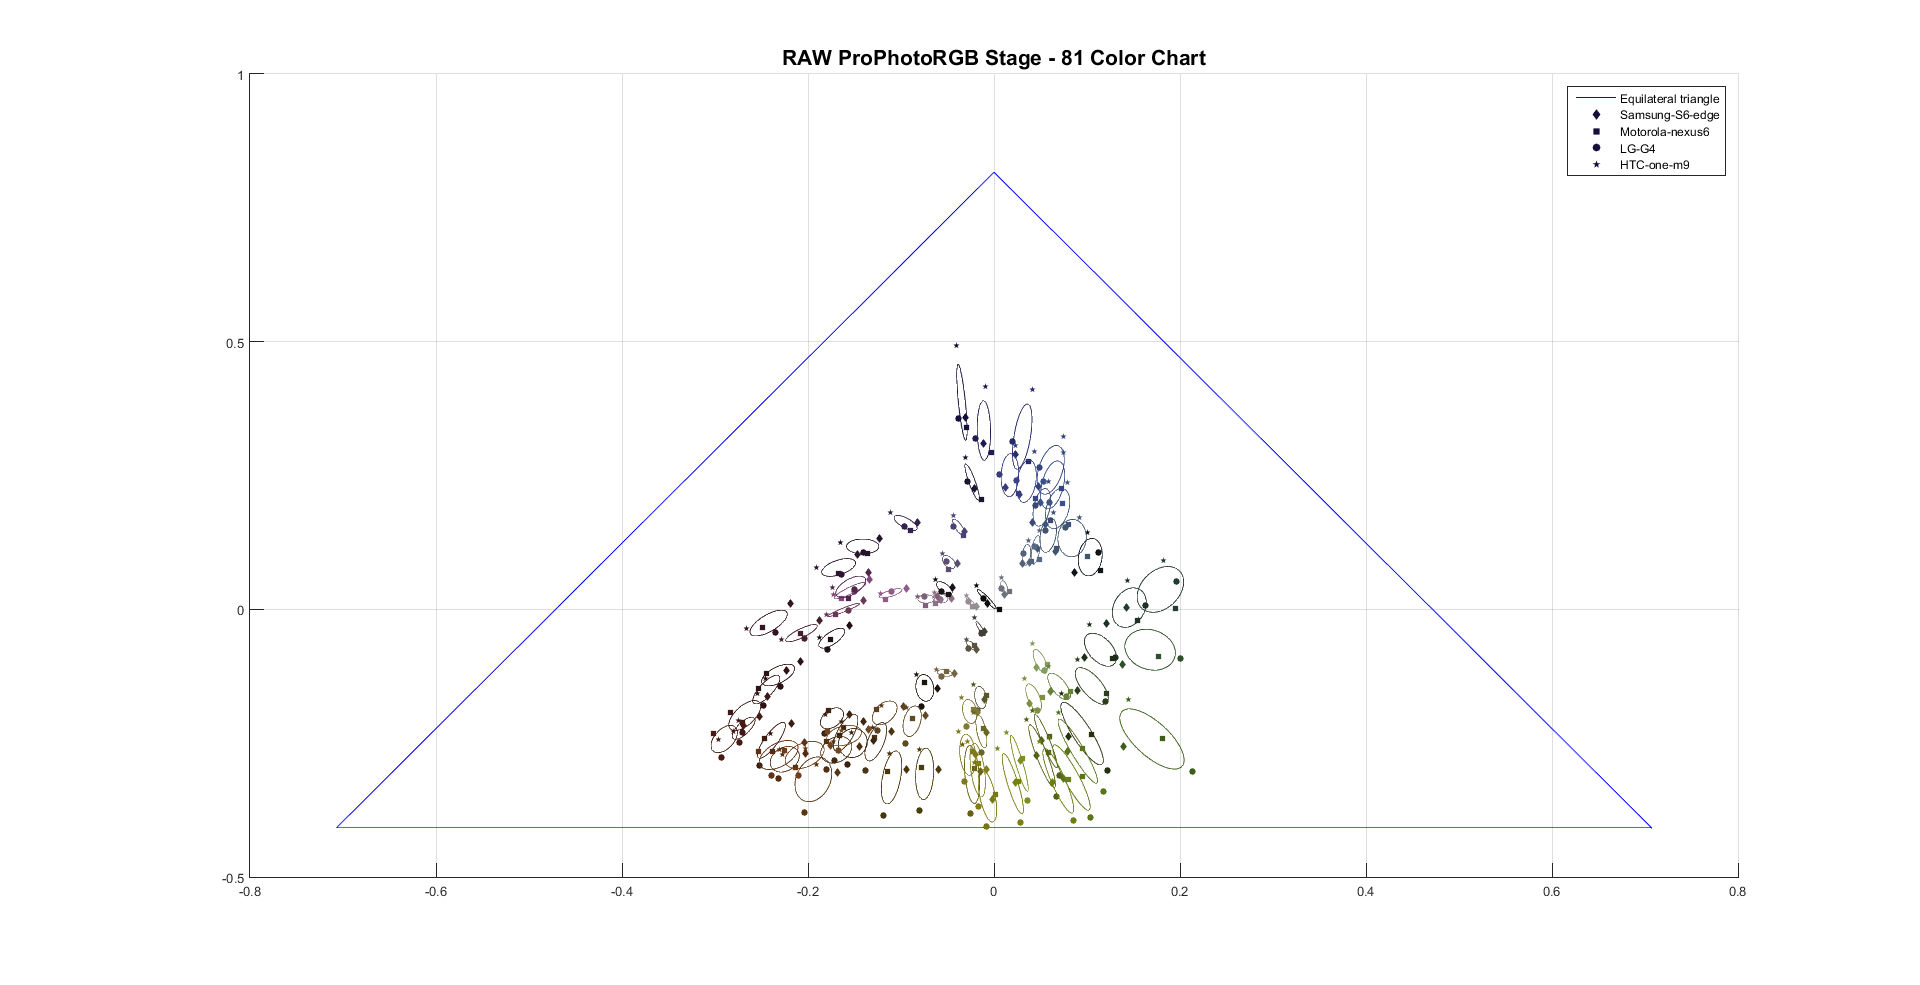 RAW ProPhotoRGB Stage - 81 Color Chart
1
Equilateral triangle
Samsung-S6-edge
Motorola-nexus6
LG-G4
HTC-one-m9
0.5
0
-0.5
-0.8
-0.6
-0.4
-0.2
0
0.2
0.4
0.6
0.8